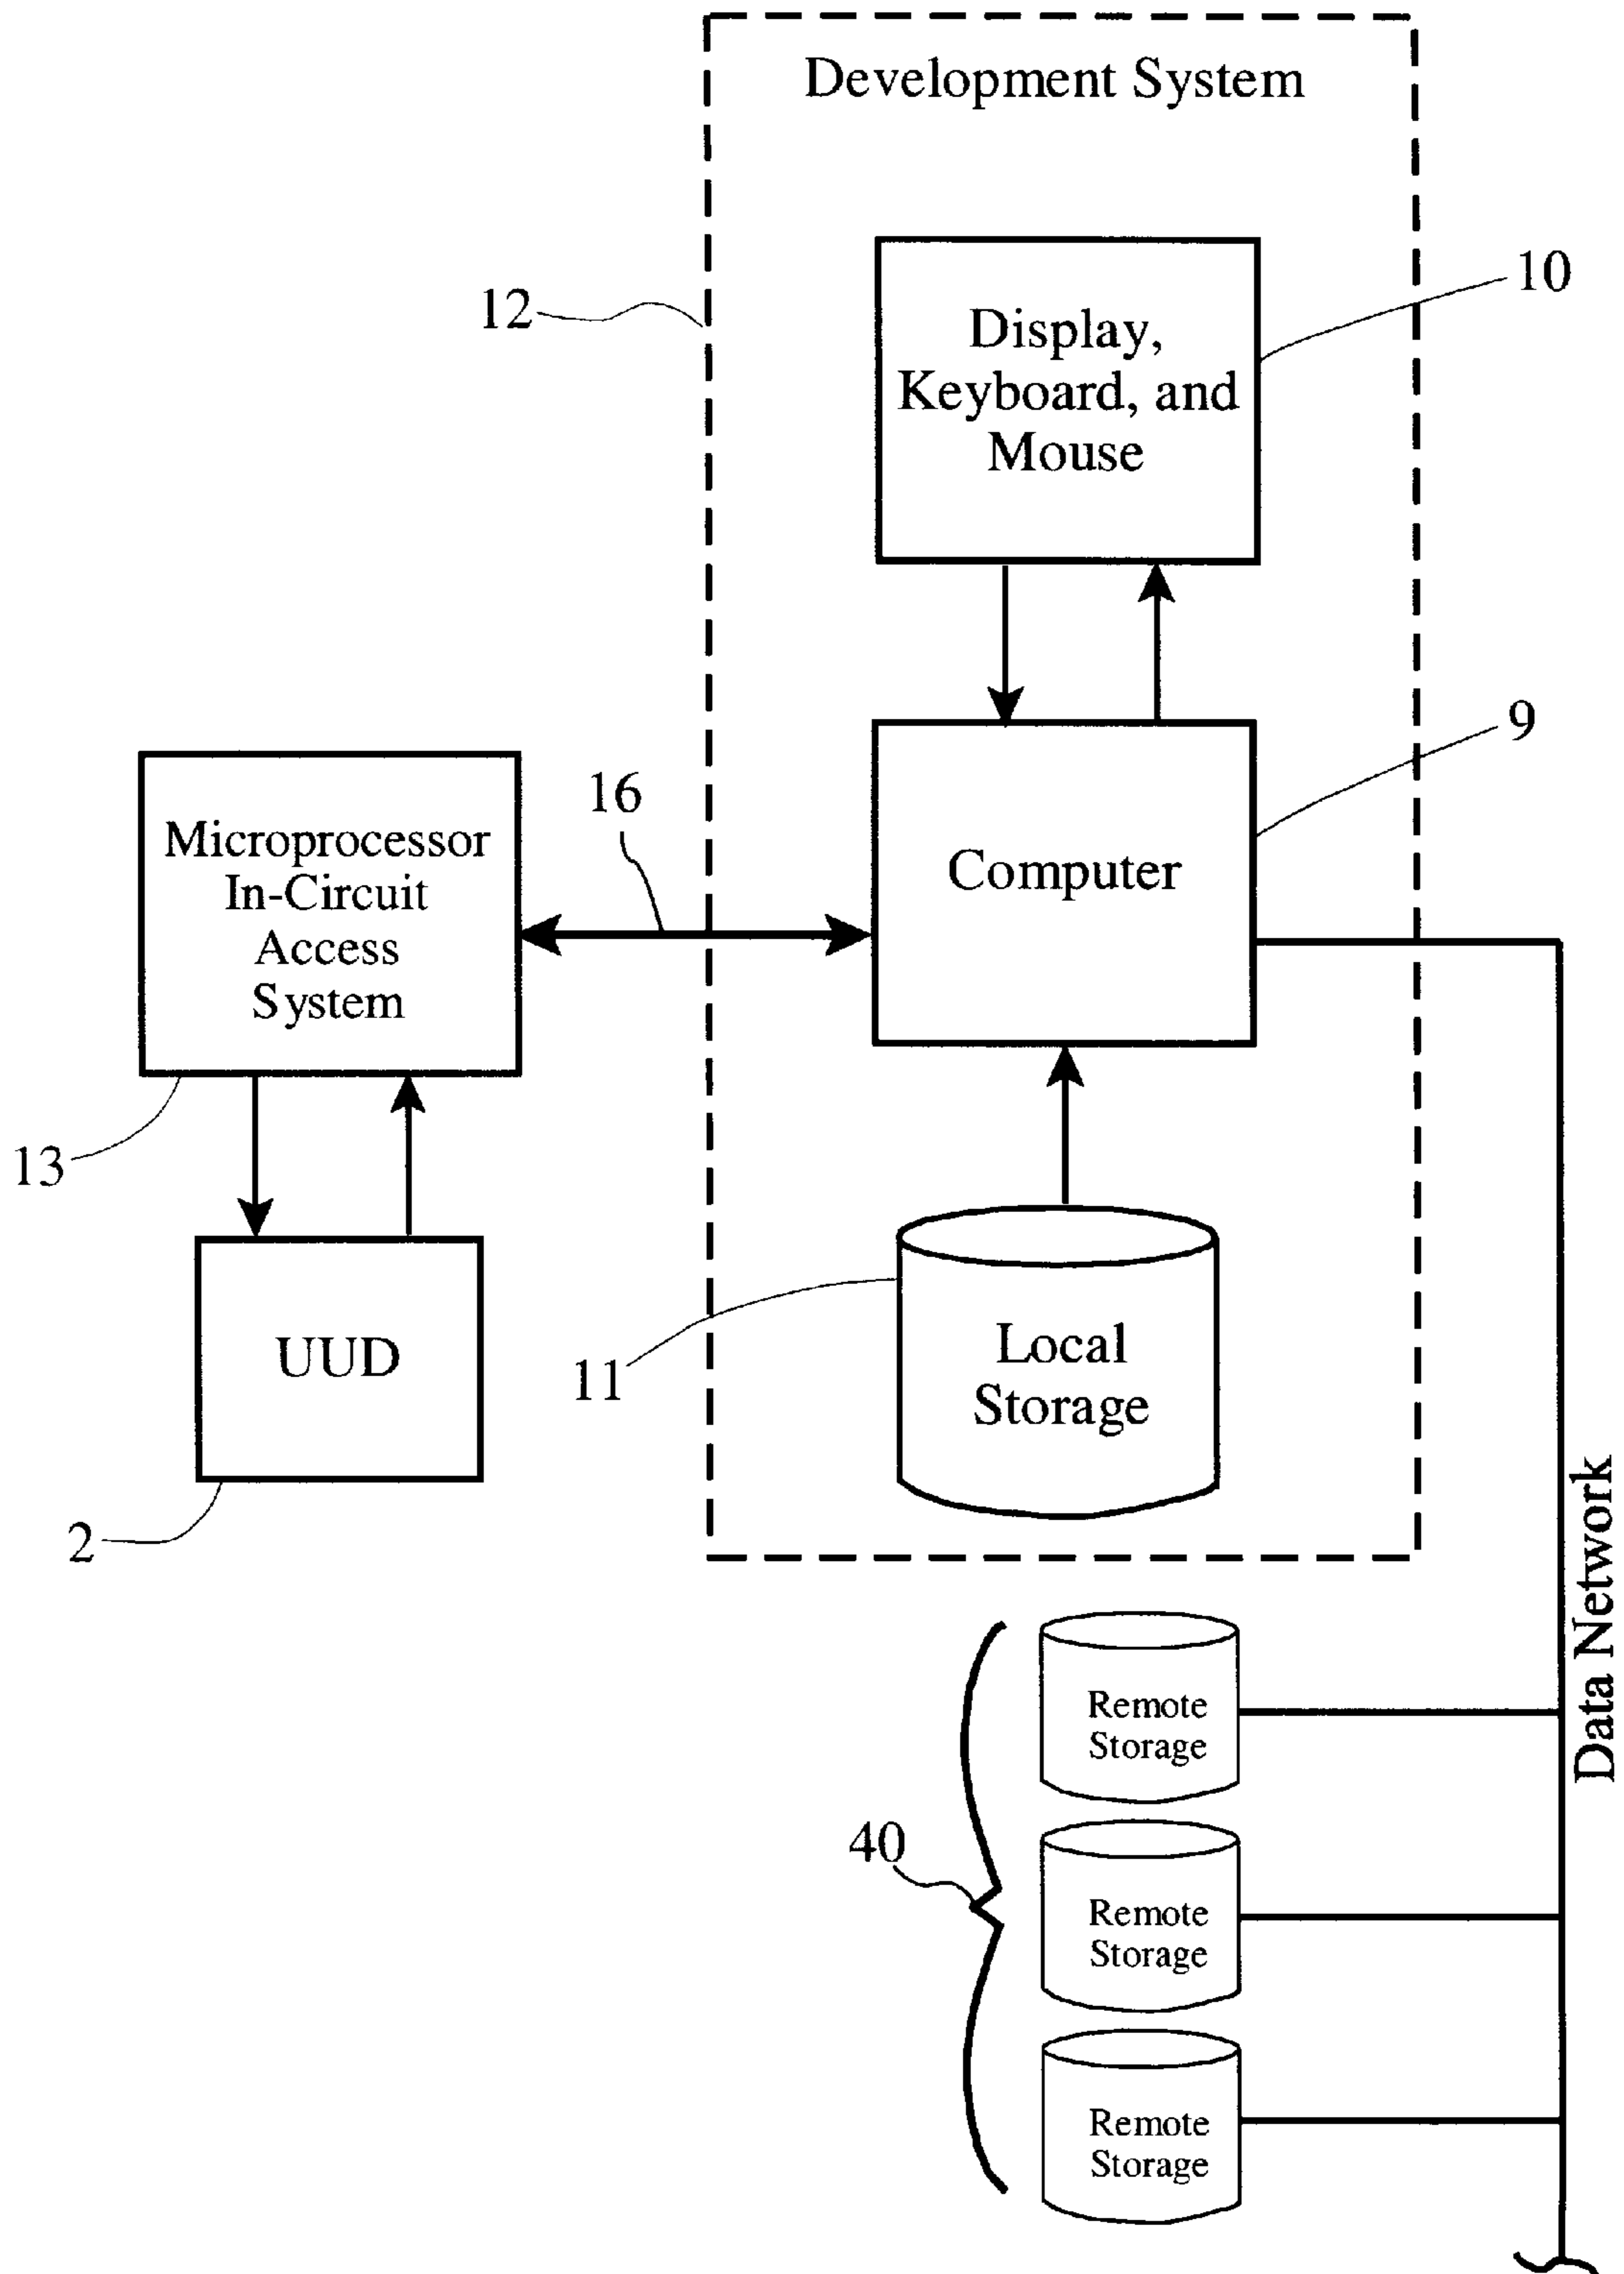 Development System
12
10
Display,
Keyboard, and
Mouse
9
16
Microprocessor
In-Circuit
Access
System
Computer
13
UUD
11
Local
Storage
2
Data Network
Remote
Storage
40
Remote
Storage
Remote
Storage